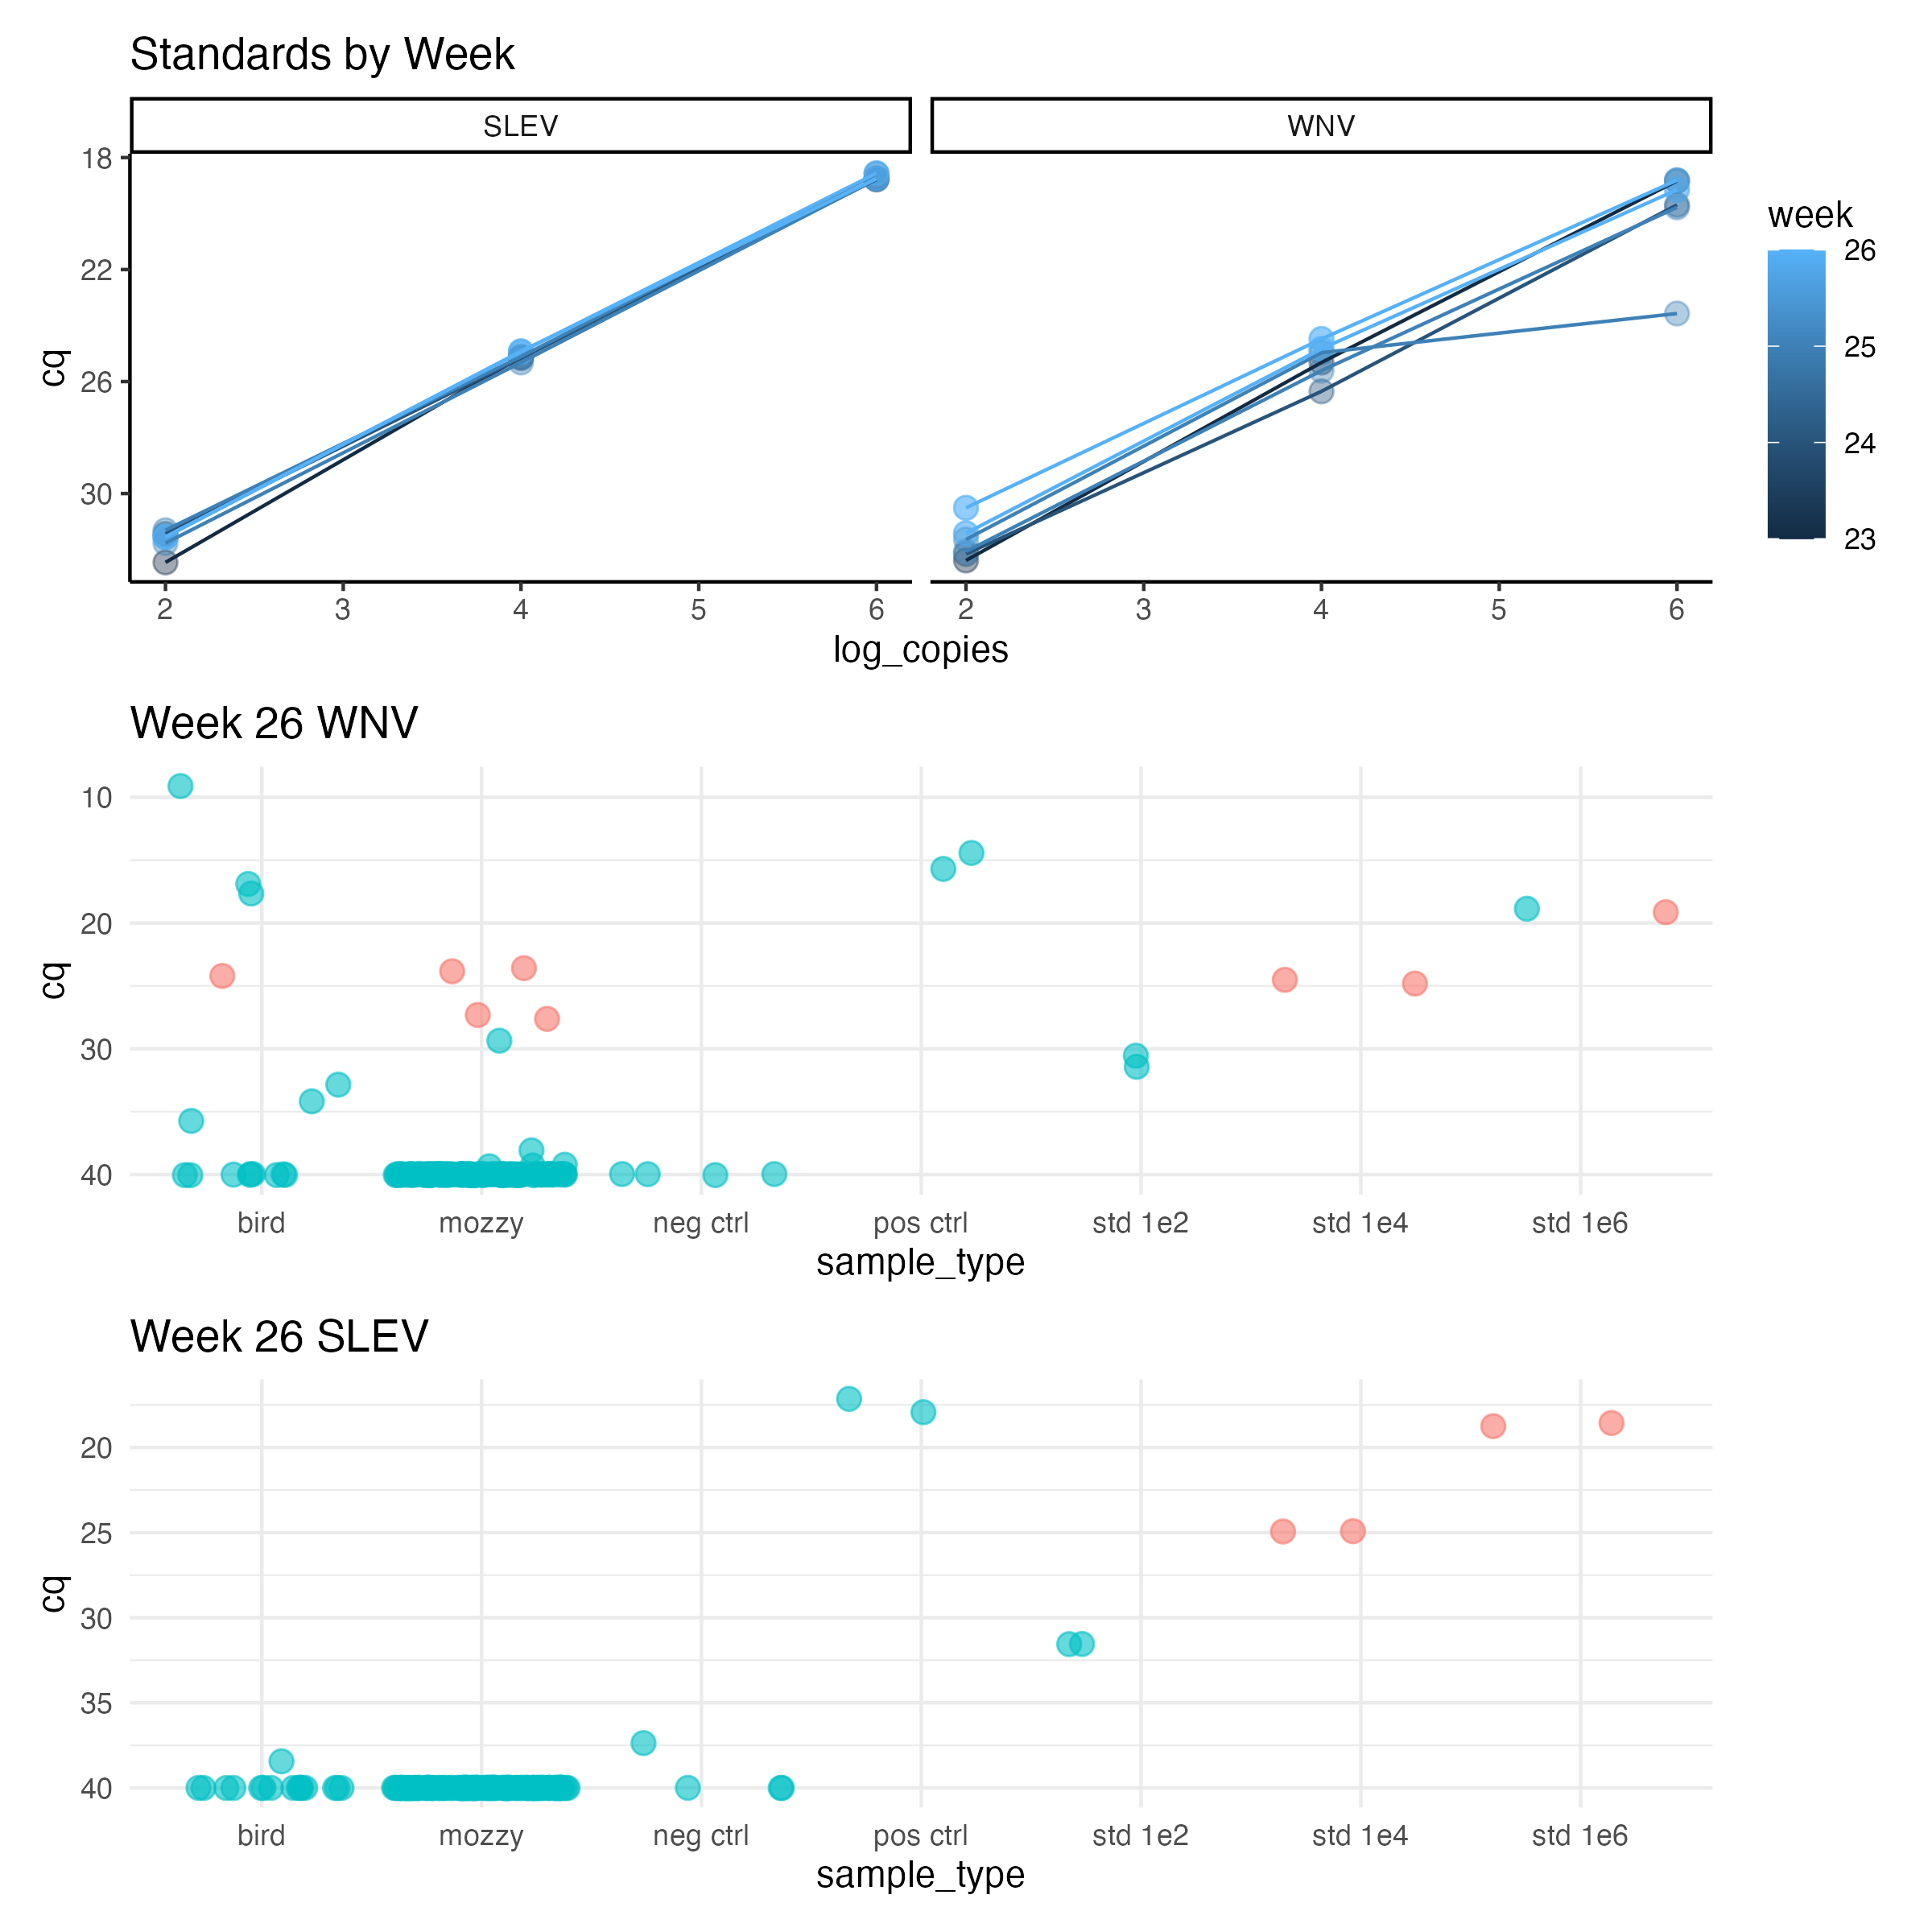 Standards by Week
SLEV
WNV
18
22
26
30
cq
2 3 4 5 6
2 3 4 5 6
log_copies
week
26
25
24
23
Week 26 WNV
10
20
30
40
cq
bird mozzy neg ctrl pos ctrl std 1e2 std 1e4 std 1e6
sample_type
Week 26 SLEV
20
25
30
35
40
cq
bird mozzy neg ctrl pos ctrl std 1e2 std 1e4 std 1e6
sample_type